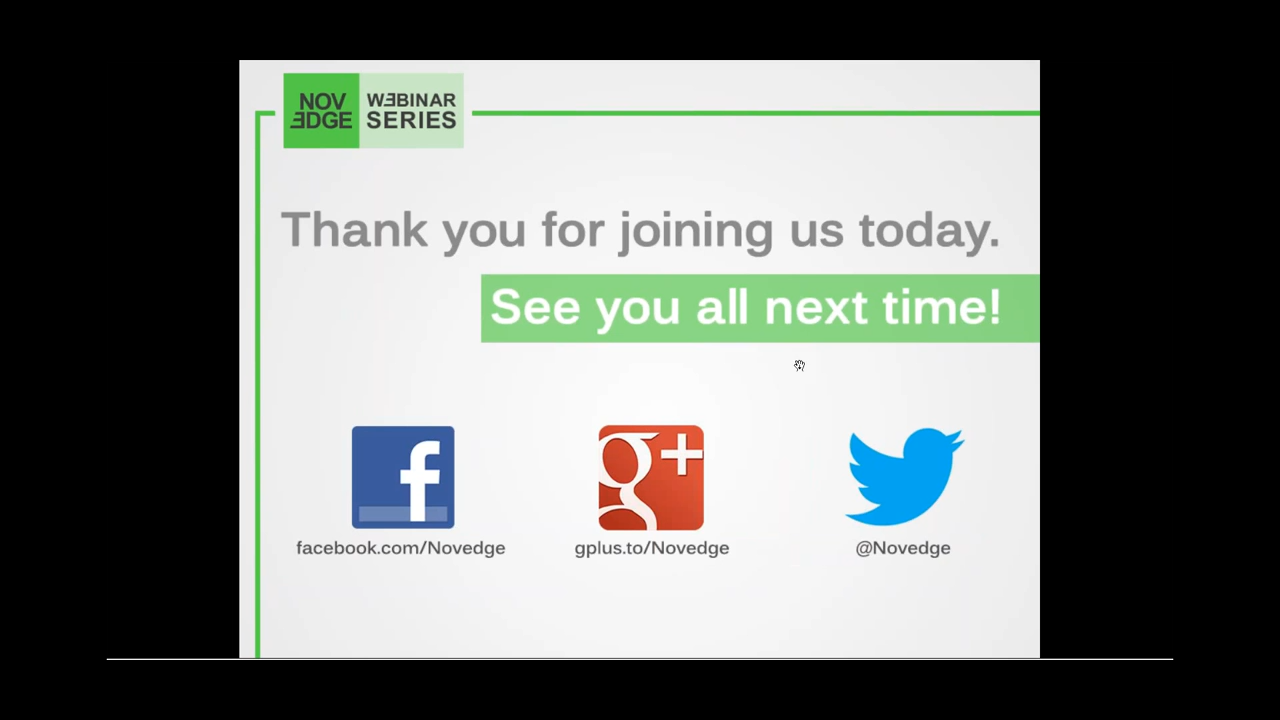 NOV
EDGE
WEBINAR
SERIES
Thank you for joining us today.
See you all next time!
f
g+
facebook.com/Novedge
gplus.to/Novedge
@Novedge